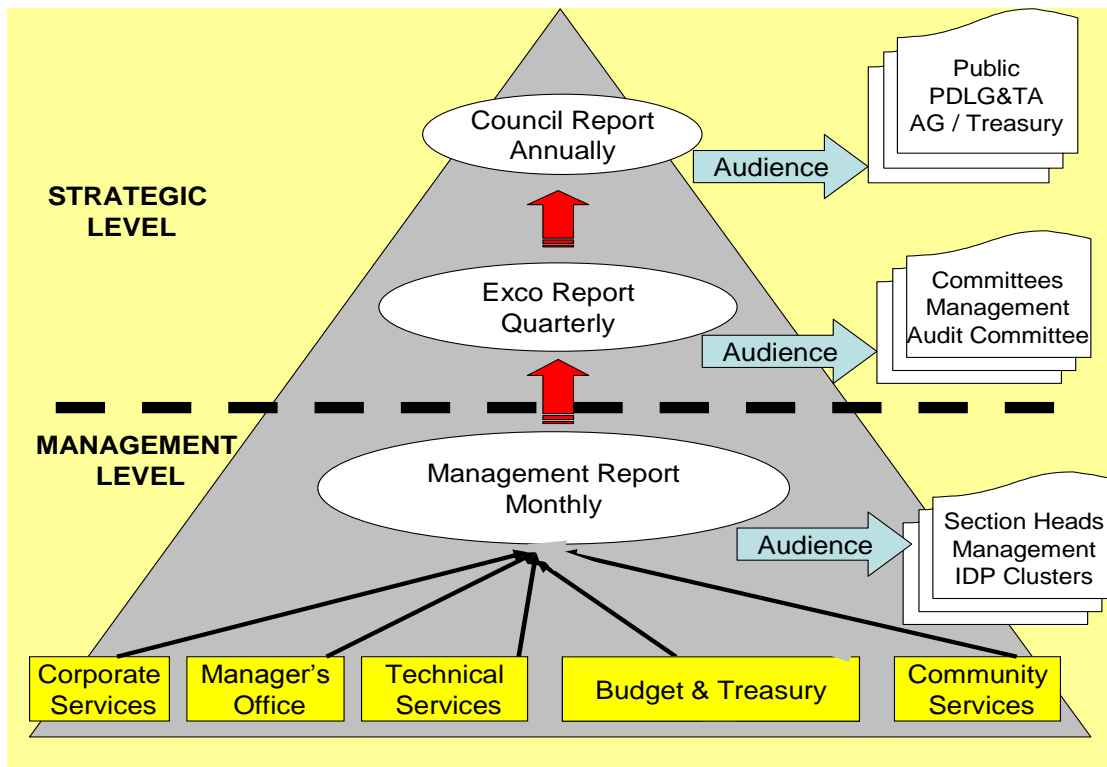 Public
PDLG&TA
AG / Treasury
Council Report
Annually
Audience
STRATEGIC
LEVEL
Committees
Management
Audit Committee
Exco Report
Quarterly
Audience
MANAGEMENT
LEVEL
Management Report
Monthly
Section Heads
Management
IDP Clusters
Audience
Corporate
Services
Manager's
Office
Technical
Services
Budget & Treasury
Community
Services